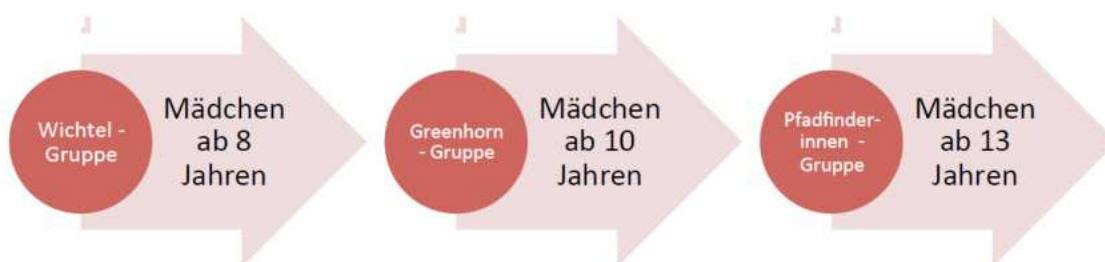 Wichtel -
Gruppe
Mädchen
ab 8
Jahren
Greenhorn
- Gruppe
Mädchen
ab 10
Jahren
Pfadfinder-
innen -
Gruppe
Mädchen
ab 13
Jahren